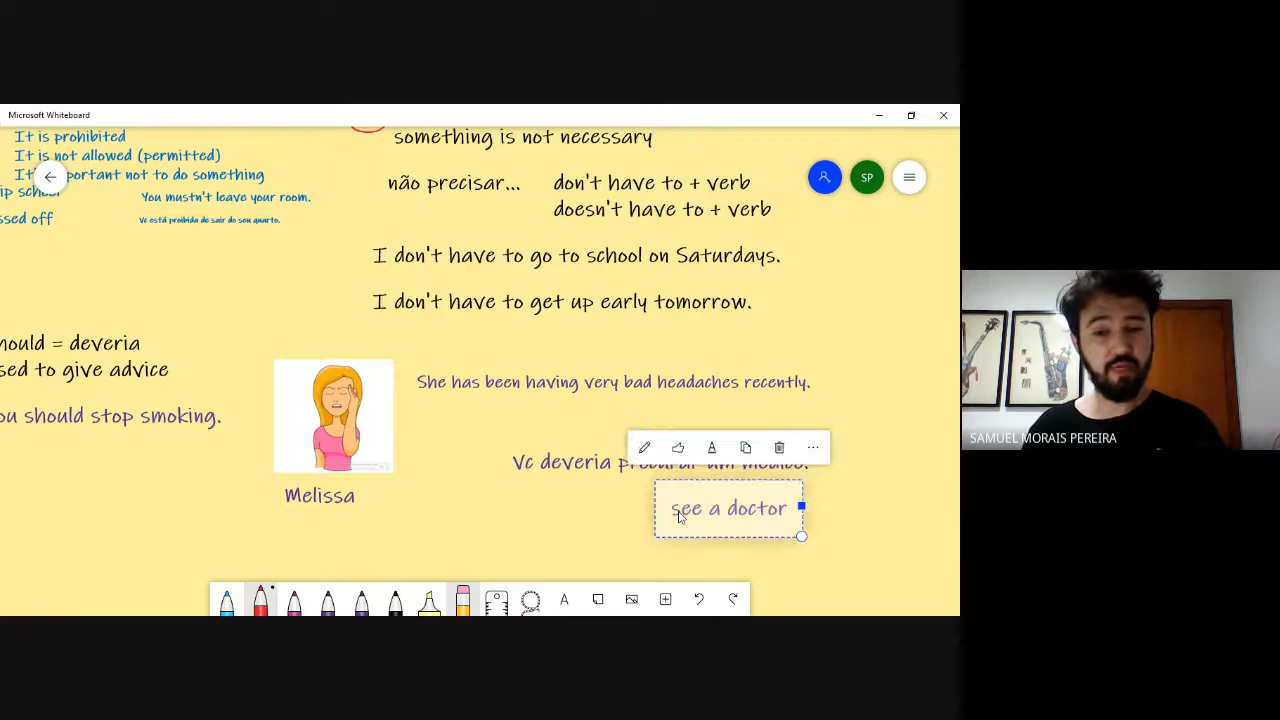 Microsoft Whiteboard
It is prohibited
It is not allowed (permitted)
portant not to do something
ip school
You mustn't leave your room.
ssed off
Vc está proibida de sair do seu quarto.
something is not necessary
não precisar... don't have to + verb
doesn't have to + verb
SP
I don't have to go to school on Saturdays.
I don't have to get up early tomorrow.
hould = deveria
sed to give advice
ou should stop smoking.
She has been having very bad headaches recently.
Vc deveria procurar um médico.
see a doctor
Melissa
SAMUEL MORAIS PEREIRA